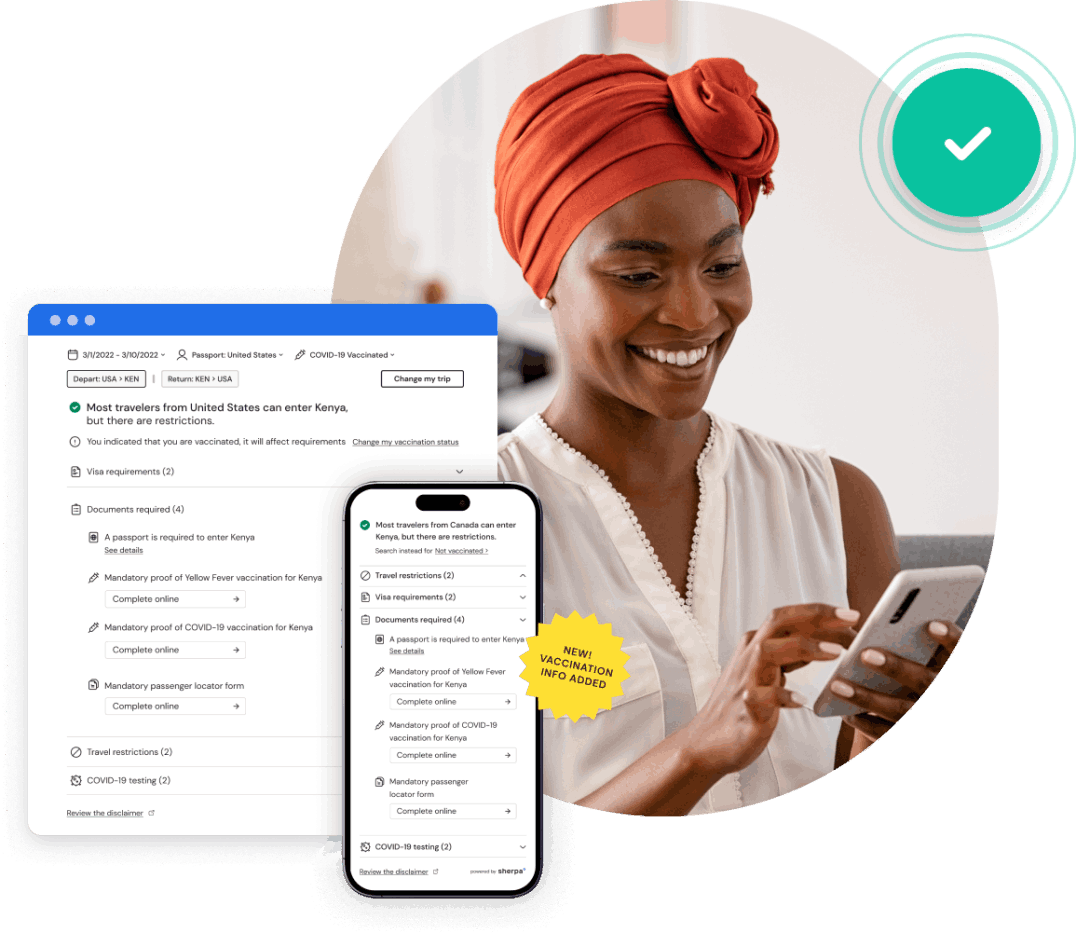 3/1/2022 - 3/10/2022 Passport: United States COVID-19 Vaccinated
Depart: USA > KEN | Return: KEN > USA Change my trip
Most travelers from United States can enter Kenya,
but there are restrictions.
You indicated that you are vaccinated, it will affect requirements Change my vaccination status
Visa requirements (2)
Documents required (4)
A passport is required to enter Kenya
See details
Mandatory proof of Yellow Fever vaccination for Kenya
Complete online
Mandatory proof of COVID-19 vaccination for Kenya
Complete online
Mandatory passenger locator form
Complete online
Travel restrictions (2)
COVID-19 testing (2)
Review the disclaimer
Most travelers from Canada can enter
Kenya, but there are restrictions.
Search instead for Not vaccinated >
Travel restrictions (2)
Visa requirements (2)
Documents required (4)
A passport is required to enter Kenya
See details
Mandatory proof of Yellow Fever
vaccination for Kenya
Complete online
Mandatory proof of COVID-19
vaccination for Kenya
Complete online
Mandatory passenger
locator form
Complete online
COVID-19 testing (2)
Review the disclaimer powered by sherpa°
NEW!
VACCINATION
INFO ADDED